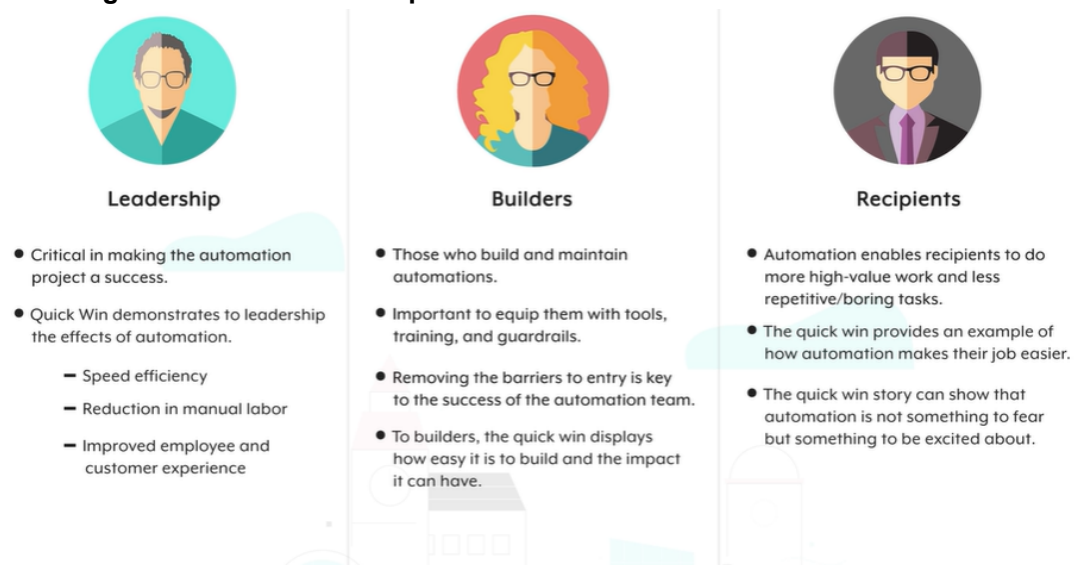 Leadership
● Critical in making the automation
project a success.
● Quick Win demonstrates to leadership
the effects of automation.
– Speed efficiency
– Reduction in manual labor
– Improved employee and
customer experience
Builders
● Those who build and maintain
automations.
● Important to equip them with tools,
training, and guardrails.
● Removing the barriers to entry is key
to the success of the automation team.
● To builders, the quick win displays
how easy it is to build and the impact
it can have.
Recipients
● Automation enables recipients to do
more high-value work and less
repetitive/boring tasks.
● The quick win provides an example of
how automation makes their job easier.
● The quick win story can show that
automation is not something to fear
but something to be excited about.